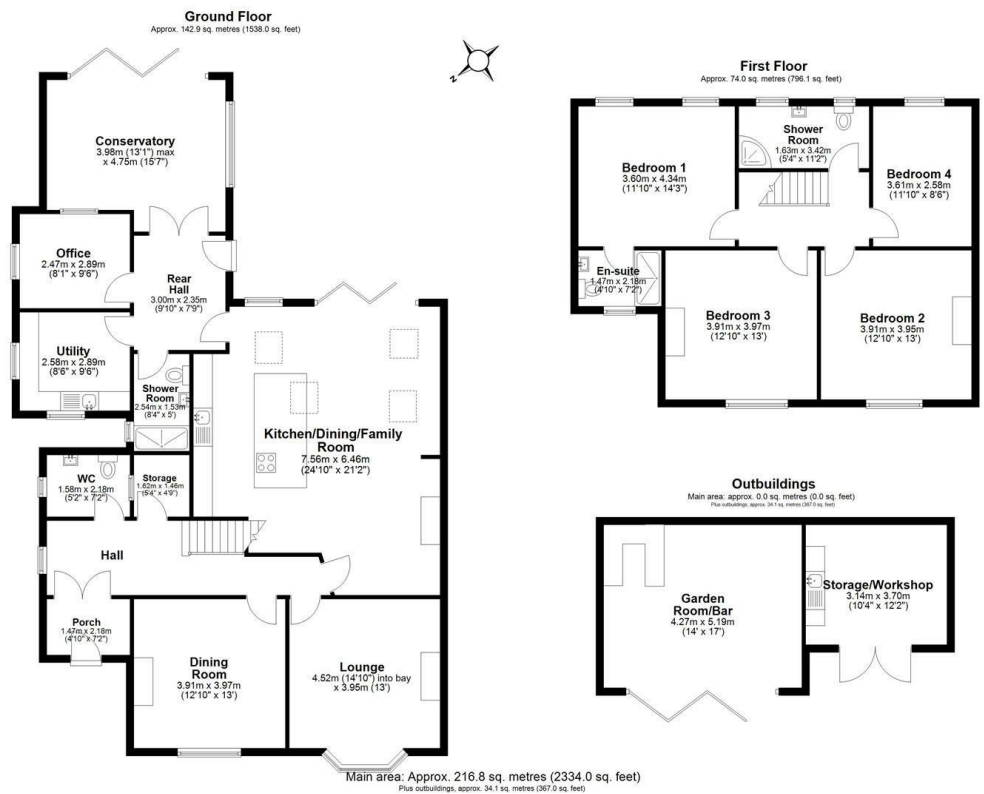 Ground Floor
Approx. 142.9 sq. metres (1538.0 sq. feet)
Conservatory
3.98m (13'1") max
x 4.75m (15'7")
Office
2.47m x 2.89m
(8'1" x 9'6")
Rear
Hall
3.00m x 2.35m
(9'10" x 7'9")
Utility
2.58m x 2.89m
(8'6" x 9'6")
Shower
Room
2.54m x 1.53m
(8'4" x 5')
Kitchen/Dining/Family
Room
7.56m x 6.46m
(24'10" x 21'2")
WC
1.58m x 2.18m
(5'2" x 7'2")
Storage
1.62m x 1.46m
(5'4" x 4'9")
Hall
Porch
1.47m x 2.18m
(4'10" x 7'2")
Dining
Room
3.91m x 3.97m
(12'10" x 13')
Lounge
4.52m (14'10") into bay
x 3.95m (13')
N
First Floor
Approx. 74.0 sq. metres (796.1 sq. feet)
Bedroom 1
3.60m x 4.34m
(11'10" x 14'3")
Shower
Room
1.63m x 3.42m
(5'4" x 11'2")
Bedroom 4
3.61m x 2.58m
(11'10" x 8'6")
En-suite
1.47m x 2.18m
(4'10" x 7'2")
Bedroom 3
3.91m x 3.97m
(12'10" x 13')
Bedroom 2
3.91m x 3.95m
(12'10" x 13')
Outbuildings
Main area: approx. 0.0 sq. metres (0.0 sq. feet)
Plus outbuildings, approx. 34.1 sq. metres (367.0 sq. feet)
Garden
Room/Bar
4.27m x 5.19m
(14' x 17')
Storage/Workshop
3.14m x 3.70m
(10'4" x 12'2")
Main area: Approx. 216.8 sq. metres (2334.0 sq. feet)
Plus outbuildings, approx. 34.1 sq. metres (367.0 sq. feet)